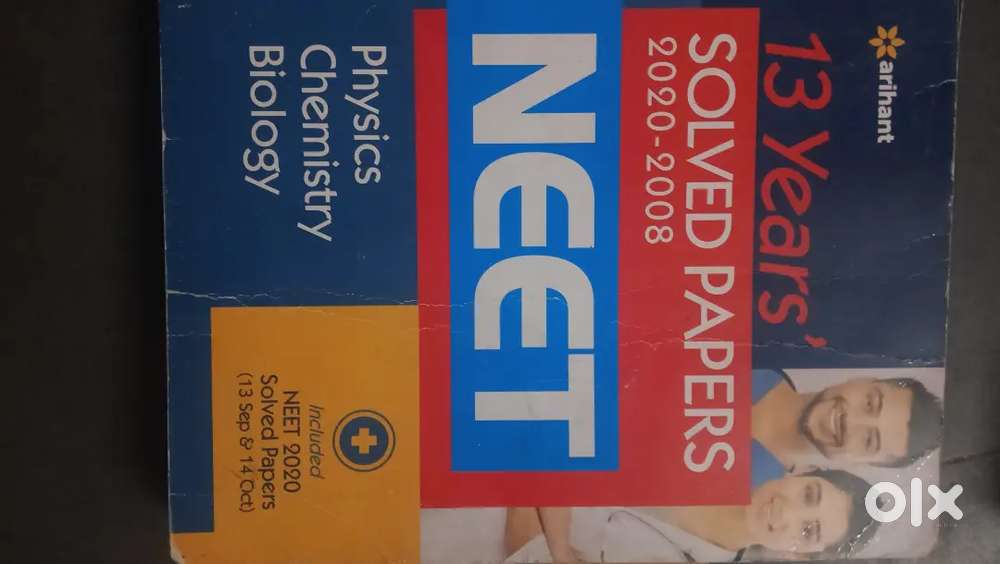 arihant
13 Years'
SOLVED PAPERS
2020-2008
NEET
Physics
Chemistry
Biology
Included
NEET 2020
Solved Papers
(13 Sep & 14 Oct)
olx
INDIA